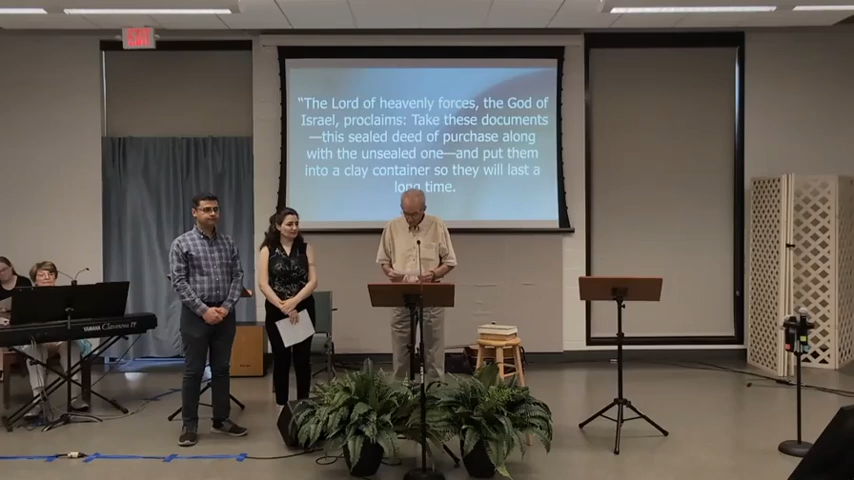 EXIT
“The Lord of heavenly forces, the God of
Israel, proclaims: Take these documents
—this sealed deed of purchase along
with the unsealed one—and put them
into a clay container so they will last a
long time.
YAMAHA Clavinova